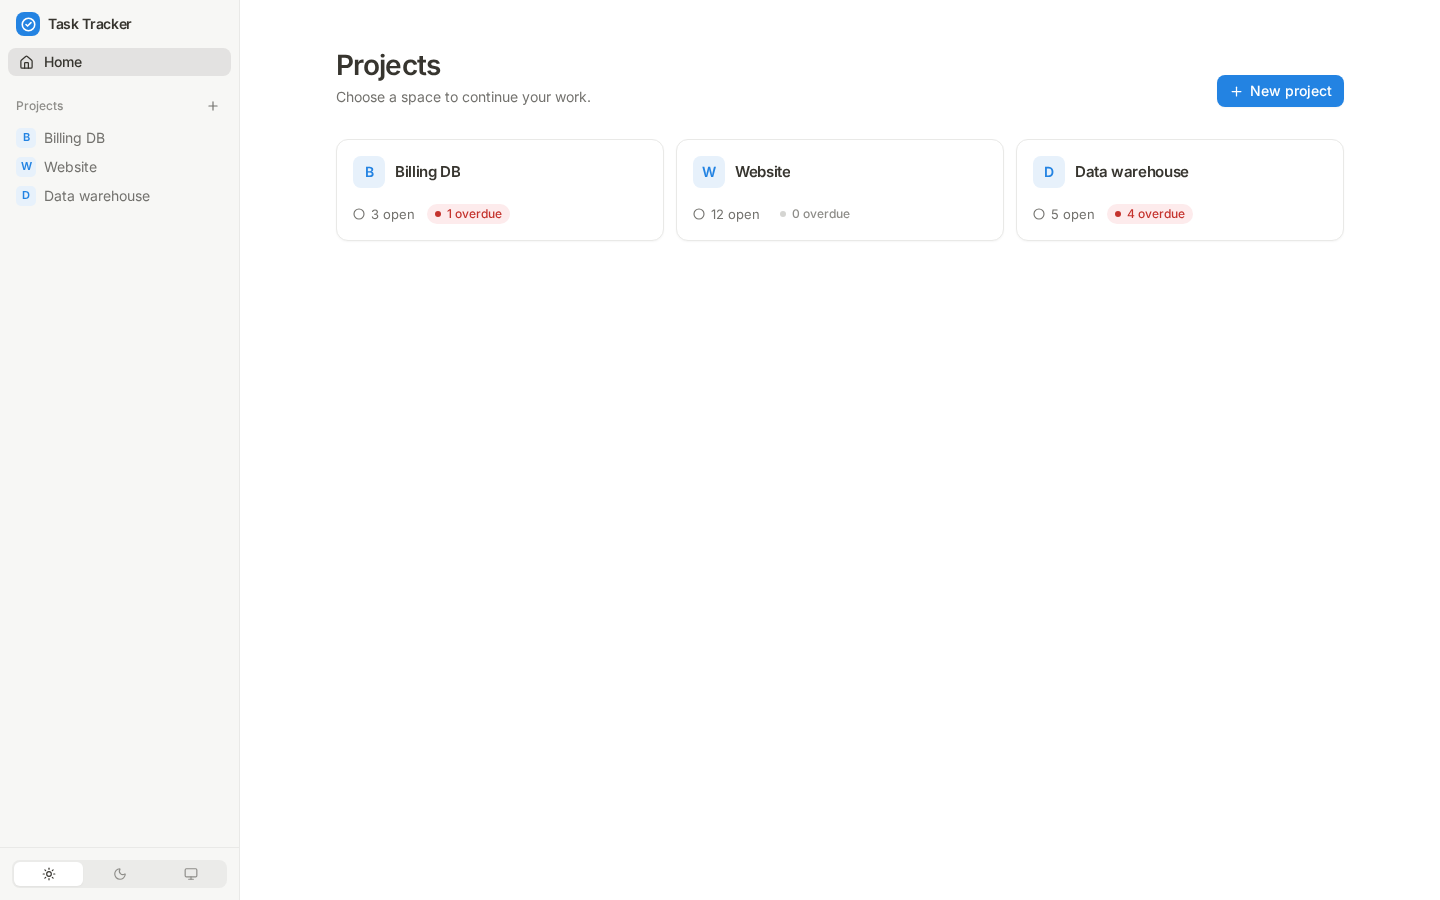 Task Tracker
Home
Projects
B Billing DB
W Website
D Data warehouse
Projects
Choose a space to continue your work.
New project
B Billing DB
3 open 1 overdue
W Website
12 open 0 overdue
D Data warehouse
5 open 4 overdue